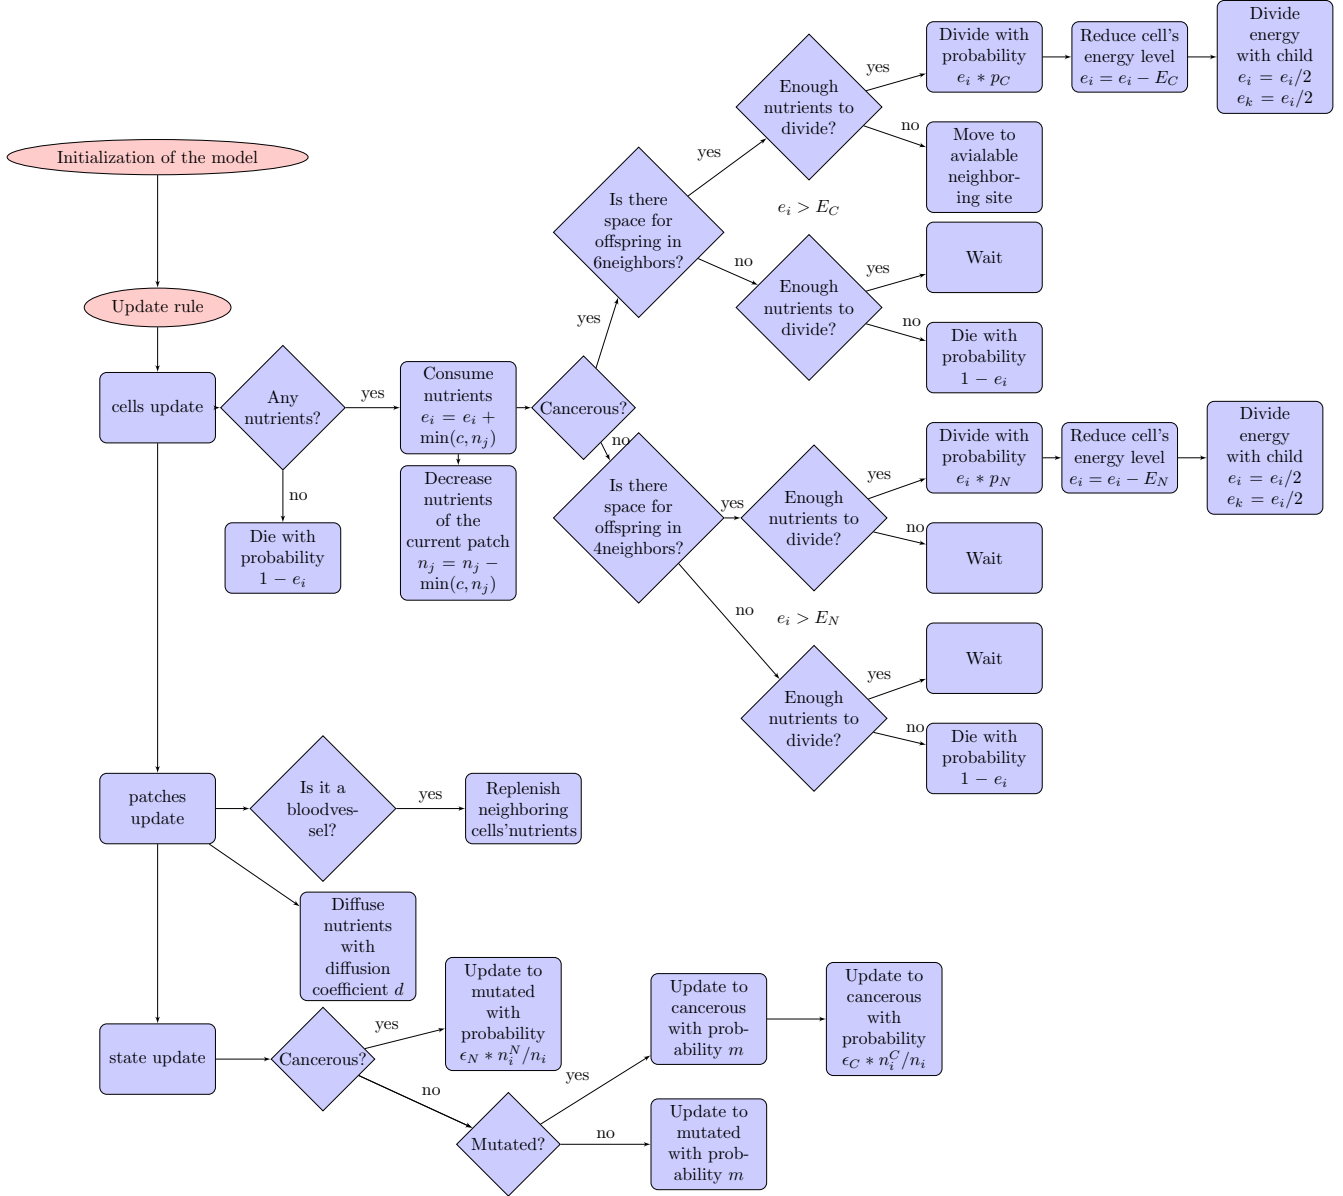 Initialization of the model
Update rule
cells update
Any
nutrients?
yes
no
Die with
probability
1 − e_i
Consume
nutrients
e_i = e_i +
min(c, n_j)
Decrease
nutrients
of the
current patch
n_j = n_j −
min(c, n_j)
Cancerous?
yes
no
Is there
space for
offspring in
6neighbors?
yes
no
Enough
nutrients to
divide?
yes
no
e_i > E_C
Divide with
probability
e_i * p_C
Reduce cell's
energy level
e_i = e_i − E_C
Divide
energy
with child
e_i = e_i/2
e_k = e_i/2
Move to
avialable
neighbor-
ing site
Enough
nutrients to
divide?
yes
no
Wait
Die with
probability
1 − e_i
Is there
space for
offspring in
4neighbors?
yes
no
Enough
nutrients to
divide?
yes
no
e_i > E_N
Divide with
probability
e_i * p_N
Reduce cell's
energy level
e_i = e_i − E_N
Divide
energy
with child
e_i = e_i/2
e_k = e_i/2
Wait
Enough
nutrients to
divide?
yes
no
Wait
Die with
probability
1 − e_i
patches
update
Is it a
bloodves-
sel?
yes
Replenish
neighboring
cells'nutrients
Diffuse
nutrients
with
diffusion
coefficient d
state update
Cancerous?
yes
no
Update to
mutated
with
probability
ϵ_N * n_i^N/n_i
Mutated?
yes
no
Update to
cancerous
with prob-
ability m
Update to
cancerous
with
probability
ϵ_C * n_i^C/n_i
Update to
mutated
with prob-
ability m